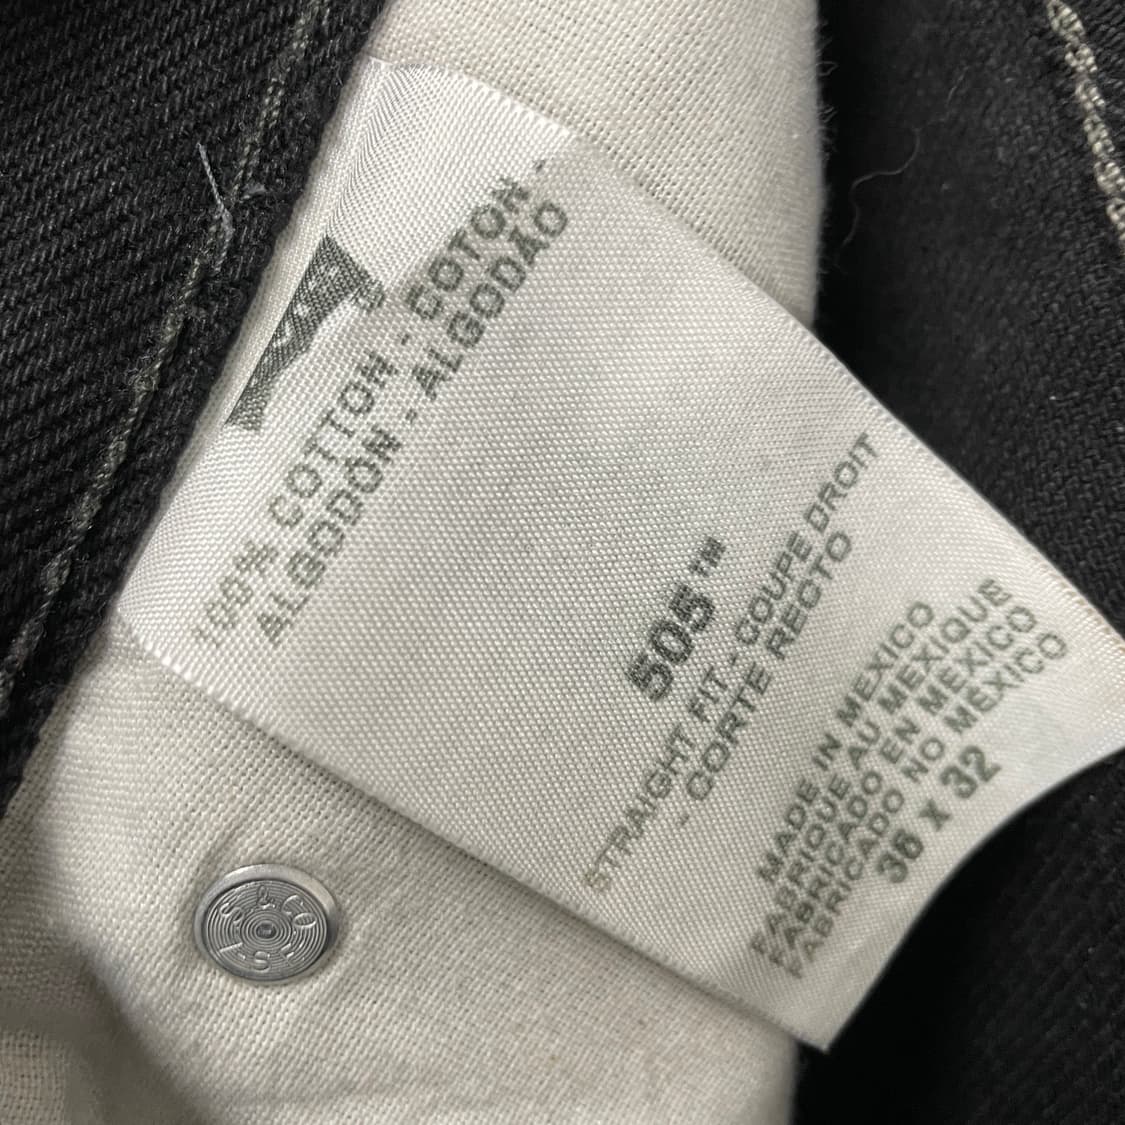 100% COTTON - COTON -
ALGODÓN - ALGODÃO
505™
STRAIGHT FIT - COUPE DROIT
- CORTE RECTO
MADE IN MEXICO
FABRIQUE AU MEXIQUE
FABRICADO EN MEXICO
FABRICADO NO MÉXICO
36 x 32
& CO
L.S.